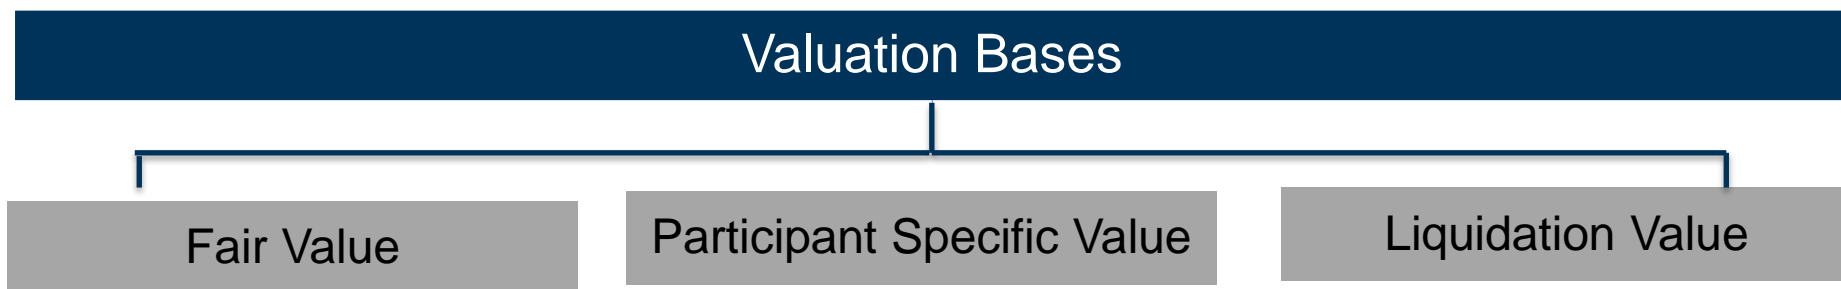 Valuation Bases
Fair Value
Participant Specific Value
Liquidation Value